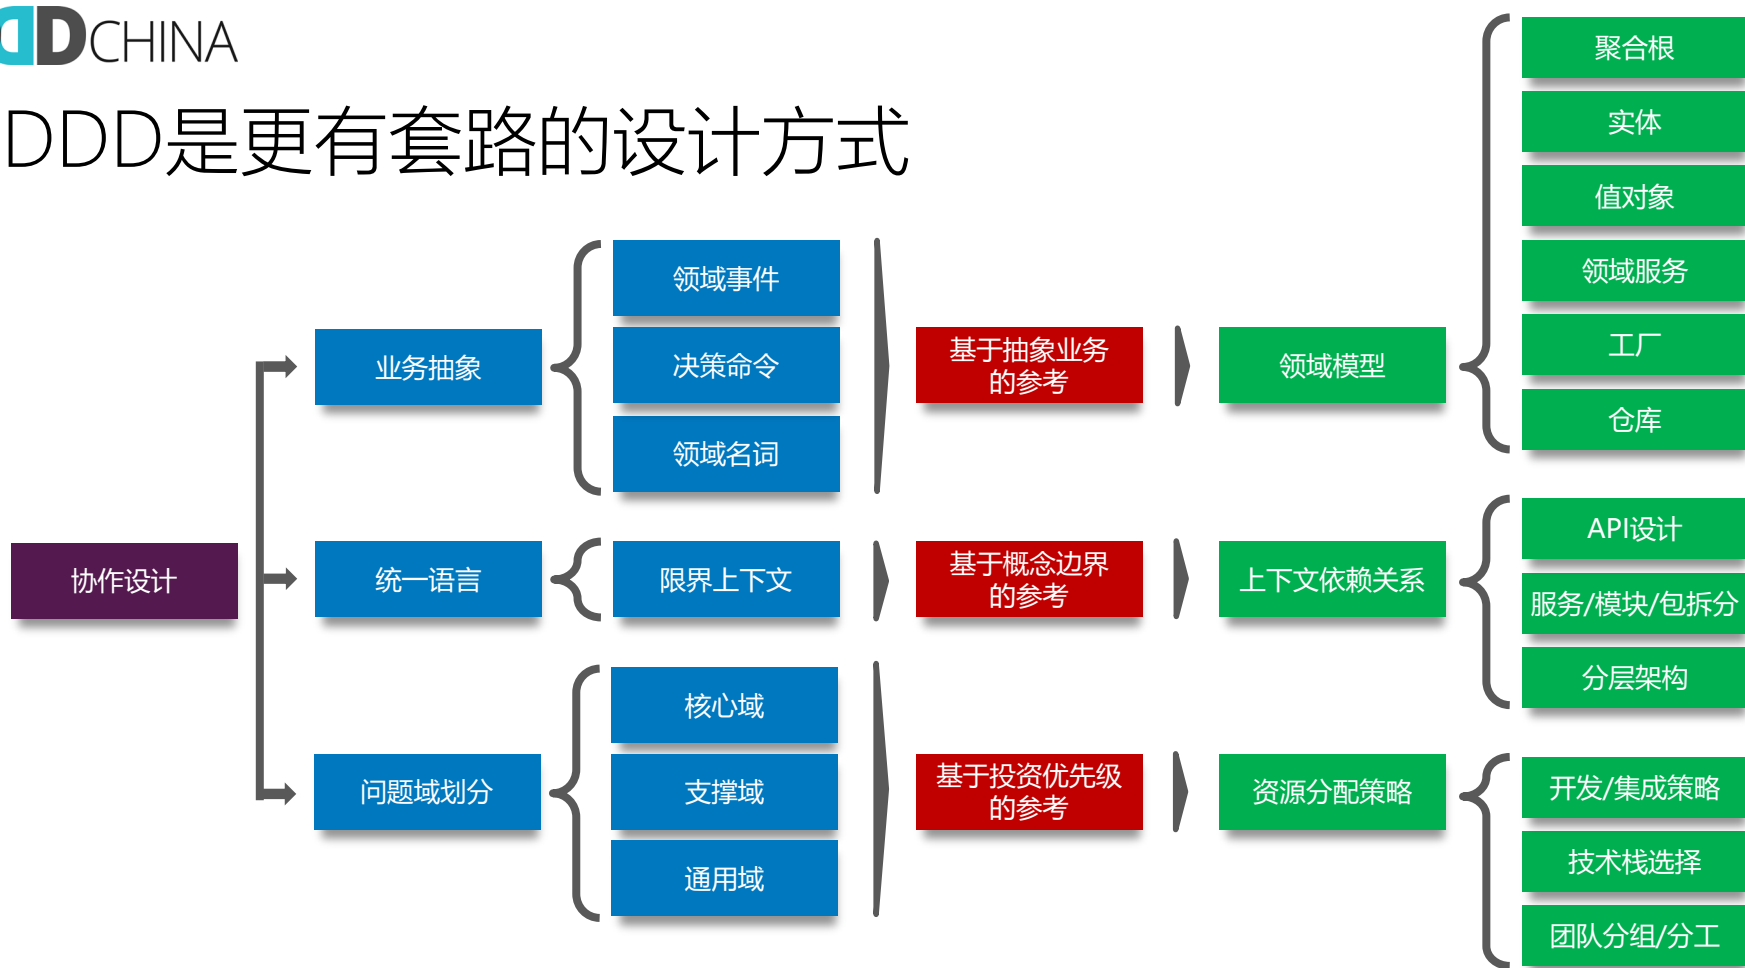 DDCHINA
DDD是更有套路的设计方式
协作设计
业务抽象
领域事件
决策命令
领域名词
基于抽象业务
的参考
领域模型
聚合根
实体
值对象
领域服务
工厂
仓库
统一语言
限界上下文
基于概念边界
的参考
上下文依赖关系
API设计
服务/模块/包拆分
分层架构
问题域划分
核心域
支撑域
通用域
基于投资优先级
的参考
资源分配策略
开发/集成策略
技术栈选择
团队分组/分工